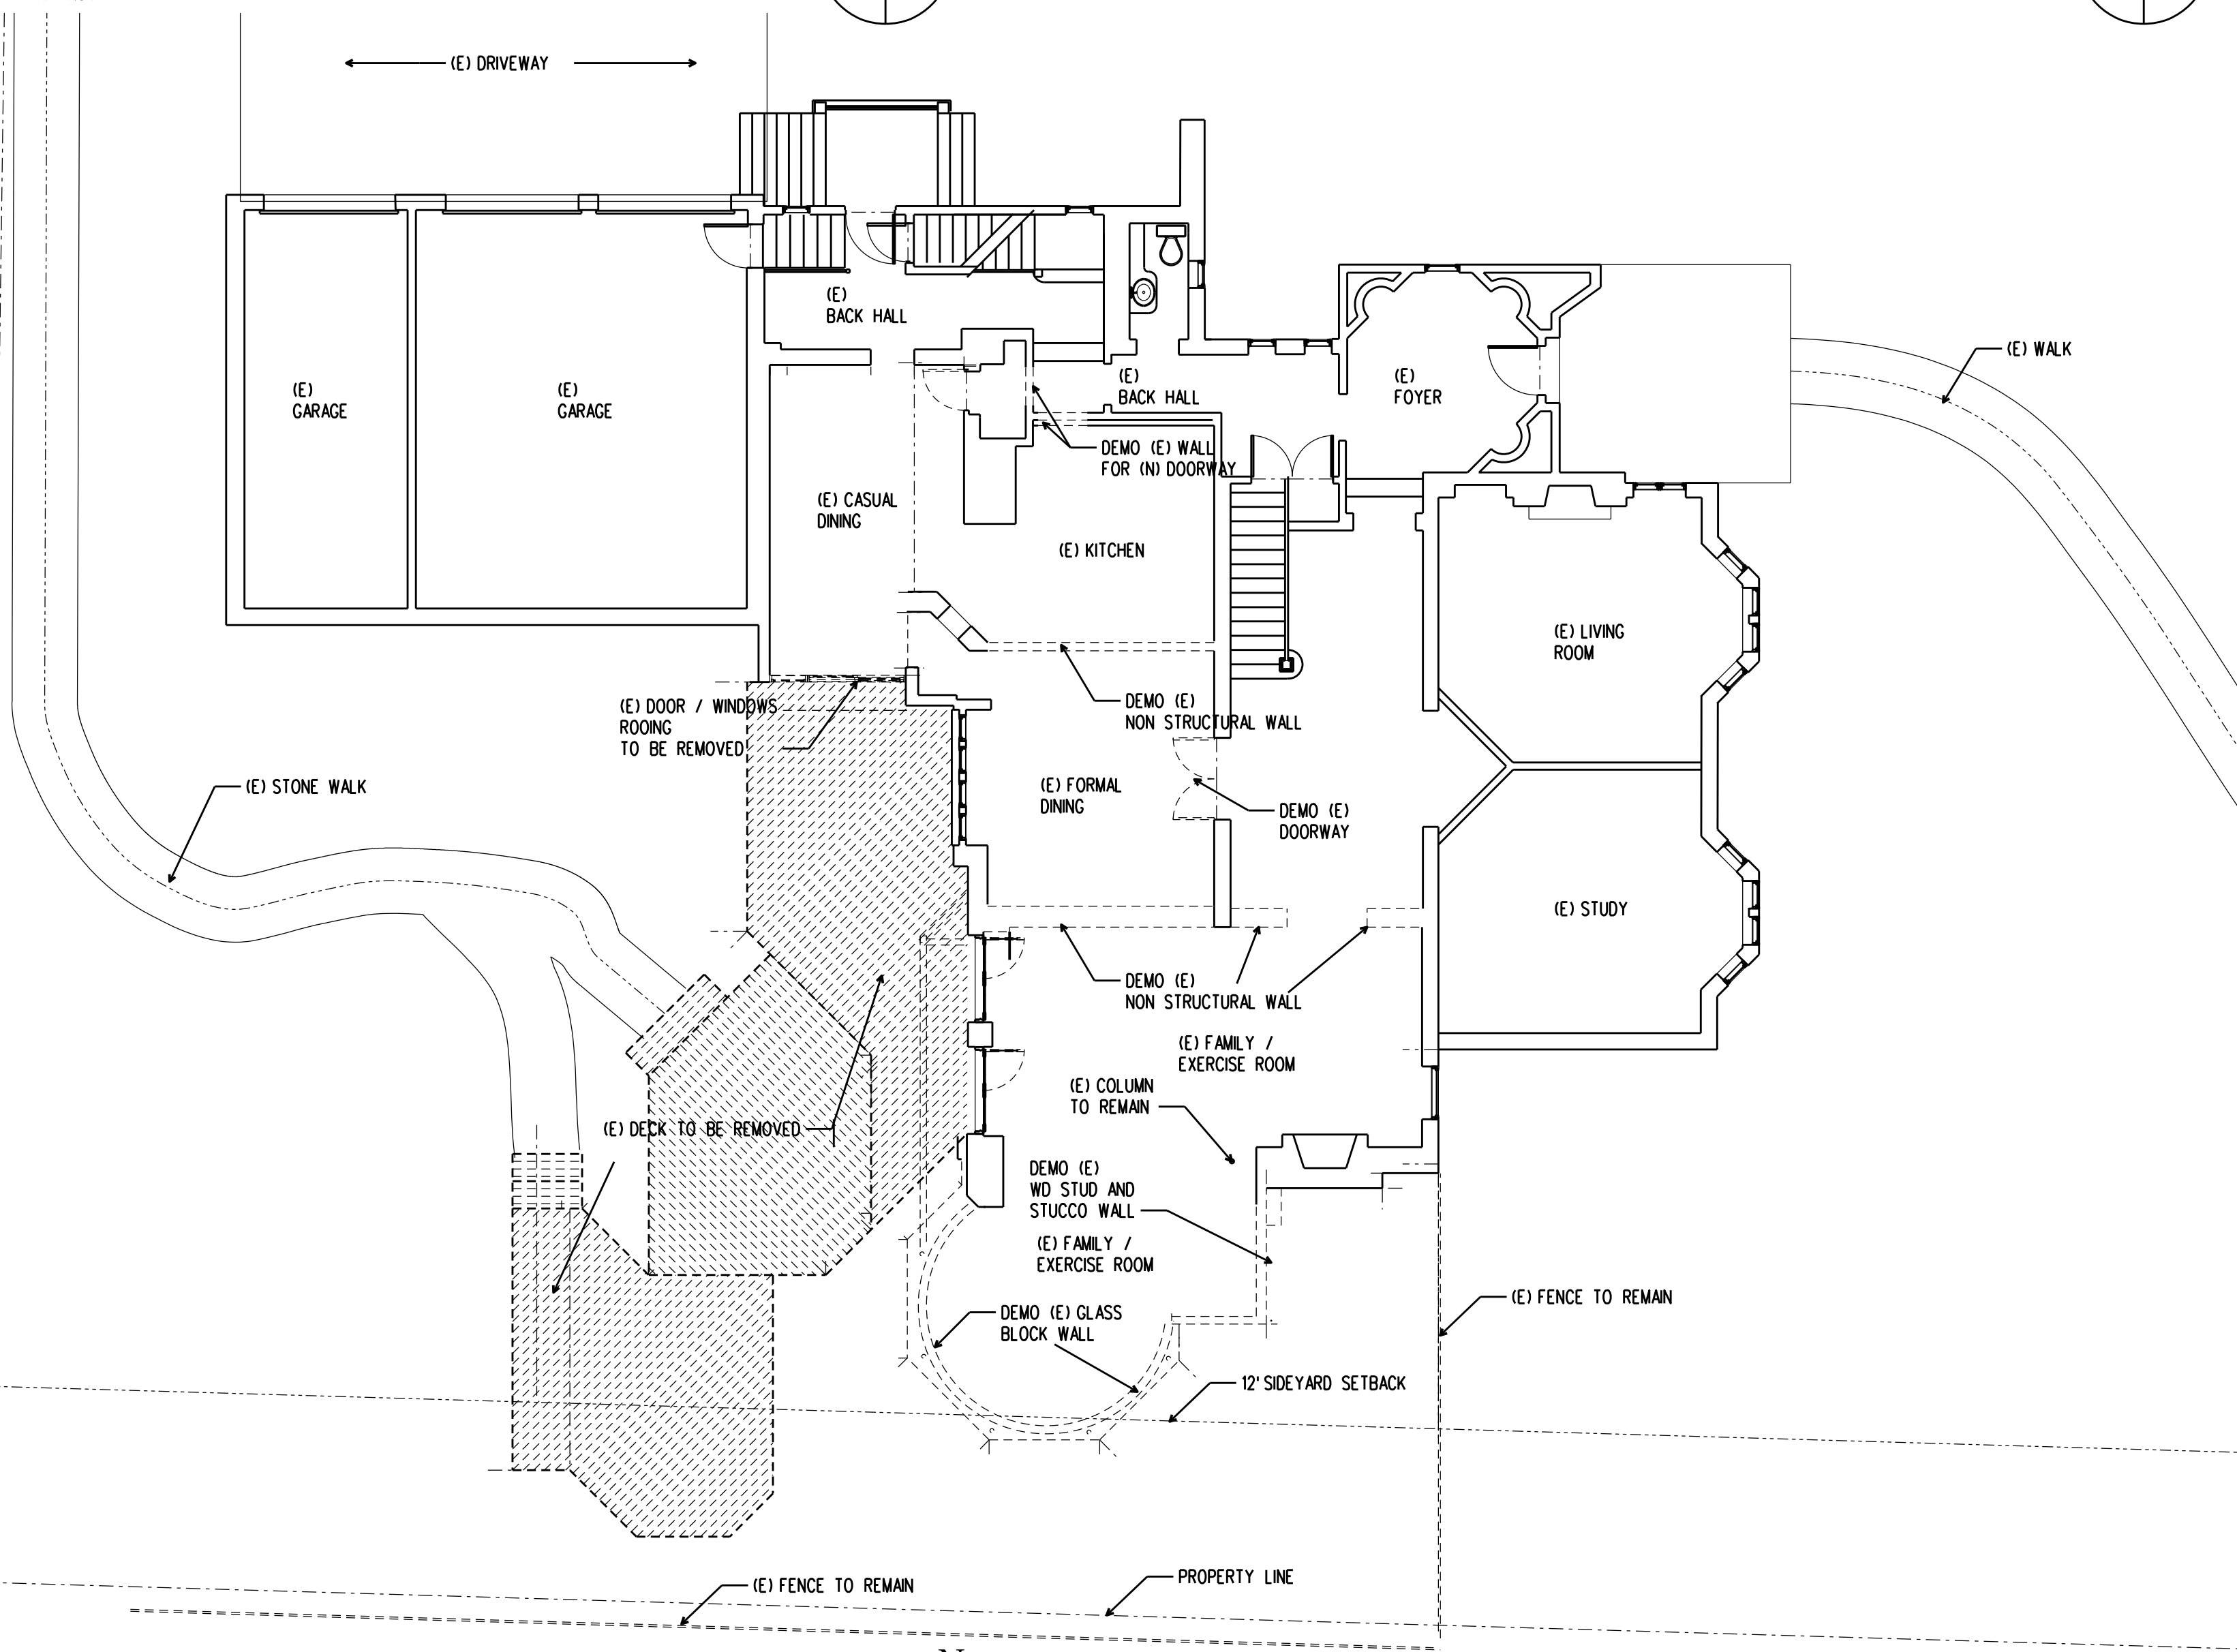 (E) DRIVEWAY
(E)
BACK HALL
(E) WALK
(E)
GARAGE
(E)
GARAGE
(E)
BACK HALL
(E)
FOYER
DEMO (E) WALL
FOR (N) DOORWAY
(E) CASUAL
DINING
(E) KITCHEN
(E) LIVING
ROOM
(E) DOOR / WINDOWS
ROOING
TO BE REMOVED
DEMO (E)
NON STRUCTURAL WALL
(E) STONE WALK
(E) FORMAL
DINING
DEMO (E)
DOORWAY
(E) STUDY
DEMO (E)
NON STRUCTURAL WALL
(E) FAMILY /
EXERCISE ROOM
(E) COLUMN
TO REMAIN
(E) DECK TO BE REMOVED
DEMO (E)
WD STUD AND
STUCCO WALL
(E) FAMILY /
EXERCISE ROOM
(E) FENCE TO REMAIN
DEMO (E) GLASS
BLOCK WALL
12' SIDEYARD SETBACK
(E) FENCE TO REMAIN
PROPERTY LINE